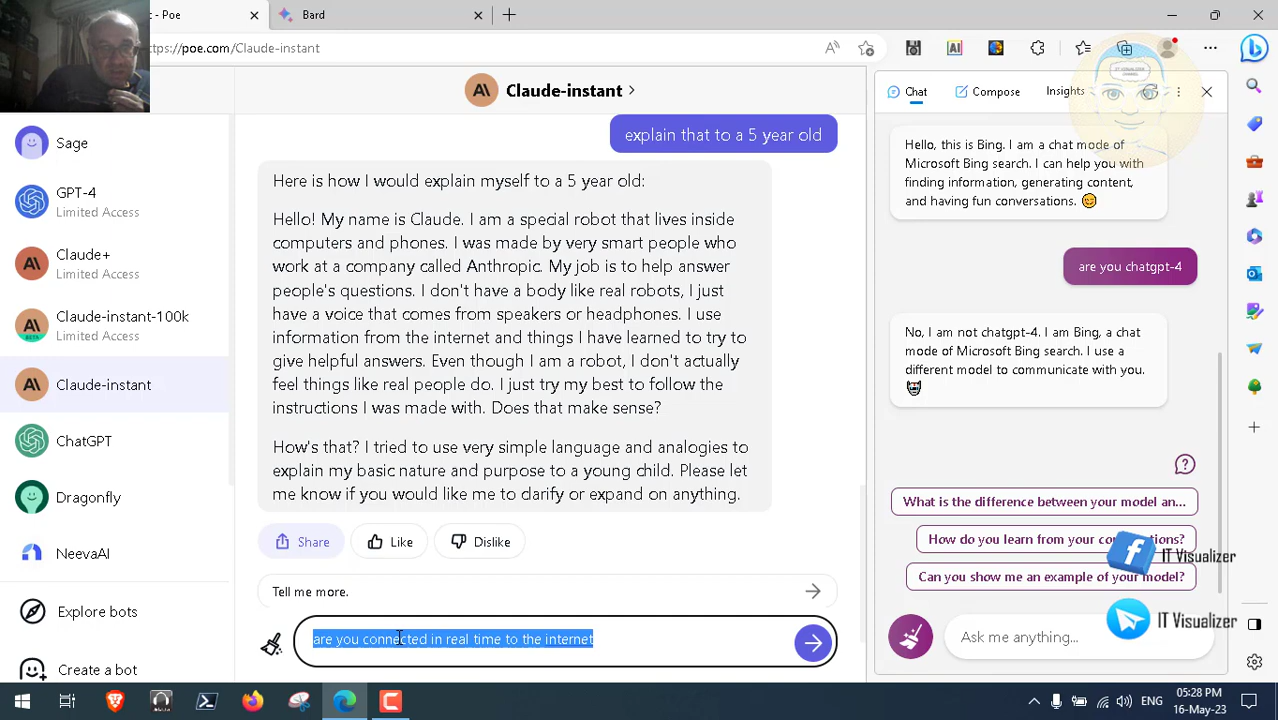 - Poe
Bard
ttps://poe.com/Claude-instant
Sage
GPT-4
Limited Access
Claude+
Limited Access
Claude-instant-100k
Limited Access
BETA
Claude-instant
ChatGPT
Dragonfly
NeevaAI
Explore bots
Create a bot
Claude-instant
explain that to a 5 year old
Here is how I would explain myself to a 5 year old:
Hello! My name is Claude. I am a special robot that lives inside
computers and phones. I was made by very smart people who
work at a company called Anthropic. My job is to help answer
people's questions. I don't have a body like real robots, I just
have a voice that comes from speakers or headphones. I use
information from the internet and things I have learned to try to
give helpful answers. Even though I am a robot, I don't actually
feel things like real people do. I just try my best to follow the
instructions I was made with. Does that make sense?
How's that? I tried to use very simple language and analogies to
explain my basic nature and purpose to a young child. Please let
me know if you would like me to clarify or expand on anything.
Share
Like
Dislike
Tell me more.
are you connected in real time to the internet
Chat
Compose
Insights
IT VISUALIZER
CHANNEL
Hello, this is Bing. I am a chat mode of
Microsoft Bing search. I can help you with
finding information, generating content,
and having fun conversations.
are you chatgpt-4
No, I am not chatgpt-4. I am Bing, a chat
mode of Microsoft Bing search. I use a
different model to communicate with you.
What is the difference between your model an...
How do you learn from your con tions?
Can you show me an example of your model?
IT Visualizer
IT Visualizer
Ask me anything...
ENG
05:28 PM
16-May-23